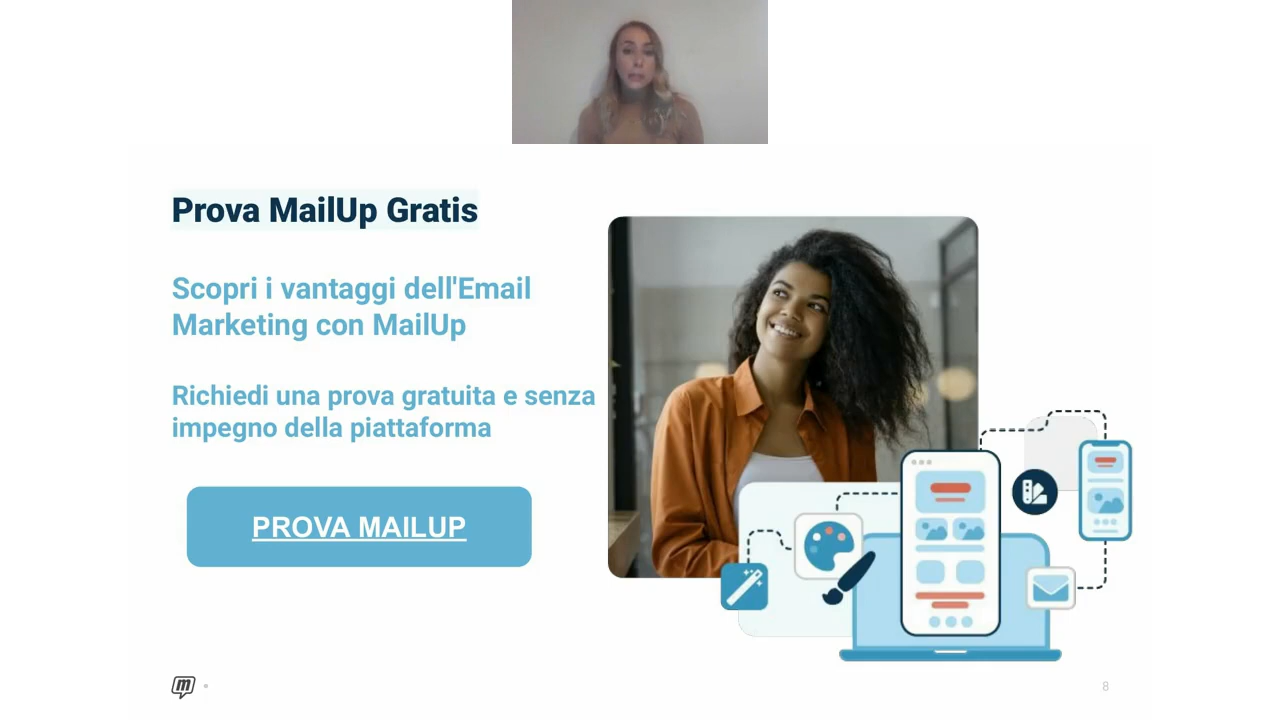 Prova MailUp Gratis
Scopri i vantaggi dell'Email
Marketing con MailUp
Richiedi una prova gratuita e senza
impegno della piattaforma
PROVA MAILUP
m
8